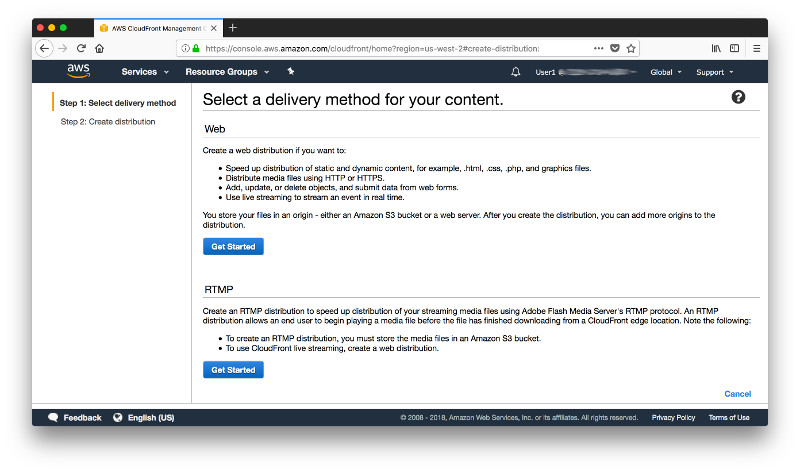 AWS CloudFront Management
https://console.aws.amazon.com/cloudfront/home?region=us-west-2#create-distribution:
aws
Services
Resource Groups
User1 @
Global
Support
Step 1: Select delivery method
Step 2: Create distribution
Select a delivery method for your content.
?
Web
Create a web distribution if you want to:
• Speed up distribution of static and dynamic content, for example, .html, .css, .php, and graphics files.
• Distribute media files using HTTP or HTTPS.
• Add, update, or delete objects, and submit data from web forms.
• Use live streaming to stream an event in real time.
You store your files in an origin - either an Amazon S3 bucket or a web server. After you create the distribution, you can add more origins to the
distribution.
Get Started
RTMP
Create an RTMP distribution to speed up distribution of your streaming media files using Adobe Flash Media Server's RTMP protocol. An RTMP
distribution allows an end user to begin playing a media file before the file has finished downloading from a CloudFront edge location. Note the following:
• To create an RTMP distribution, you must store the media files in an Amazon S3 bucket.
• To use CloudFront live streaming, create a web distribution.
Get Started
Cancel
Feedback
English (US)
© 2008 - 2018, Amazon Web Services, Inc. or its affiliates. All rights reserved.
Privacy Policy
Terms of Use